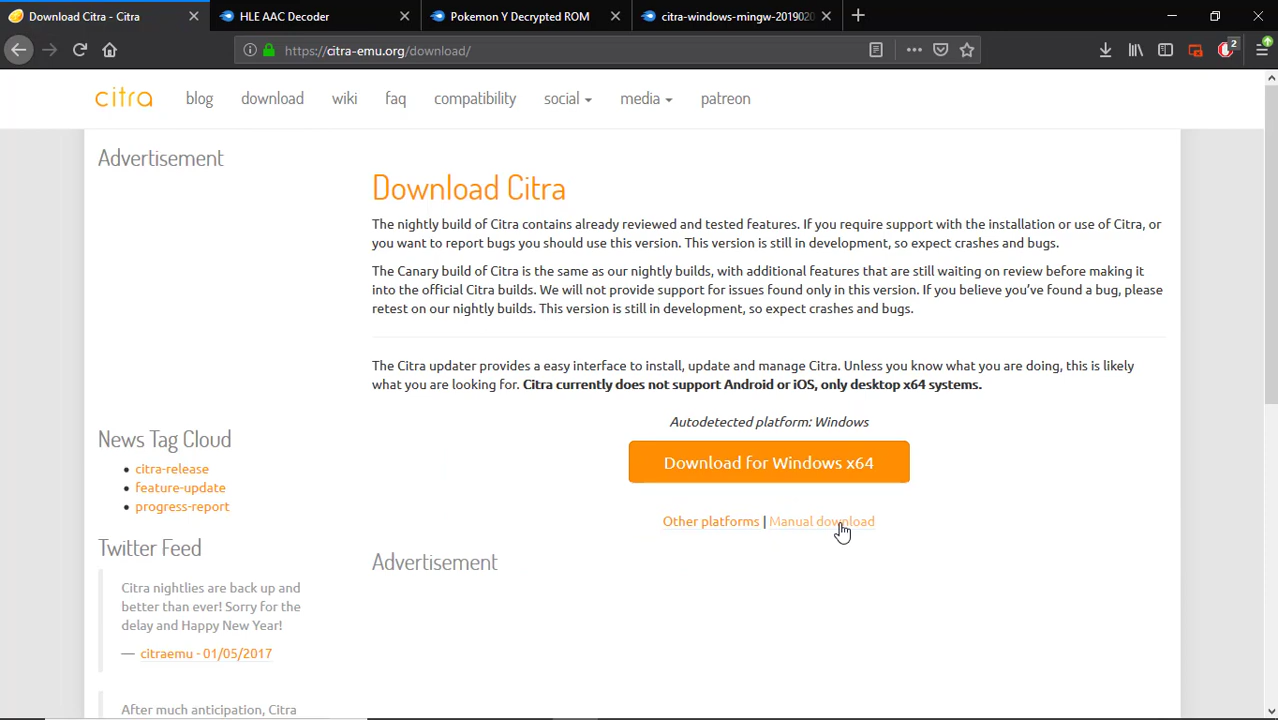 Download Citra - Citra
HLE AAC Decoder
Pokemon Y Decrypted ROM
citra-windows-mingw-2019020
https://citra-emu.org/download/
2
citra
blog
download
wiki
faq
compatibility
social
media
patreon
Advertisement
Download Citra
The nightly build of Citra contains already reviewed and tested features. If you require support with the installation or use of Citra, or
you want to report bugs you should use this version. This version is still in development, so expect crashes and bugs.
The Canary build of Citra is the same as our nightly builds, with additional features that are still waiting on review before making it
into the official Citra builds. We will not provide support for issues found only in this version. If you believe you've found a bug, please
retest on our nightly builds. This version is still in development, so expect crashes and bugs.
The Citra updater provides a easy interface to install, update and manage Citra. Unless you know what you are doing, this is likely
what you are looking for. Citra currently does not support Android or iOS, only desktop x64 systems.
Autodetected platform: Windows
Download for Windows x64
Other platforms | Manual download
Advertisement
News Tag Cloud
citra-release
feature-update
progress-report
Twitter Feed
Citra nightlies are back up and
better than ever! Sorry for the
delay and Happy New Year!
— citraemu - 01/05/2017
After much anticipation, Citra